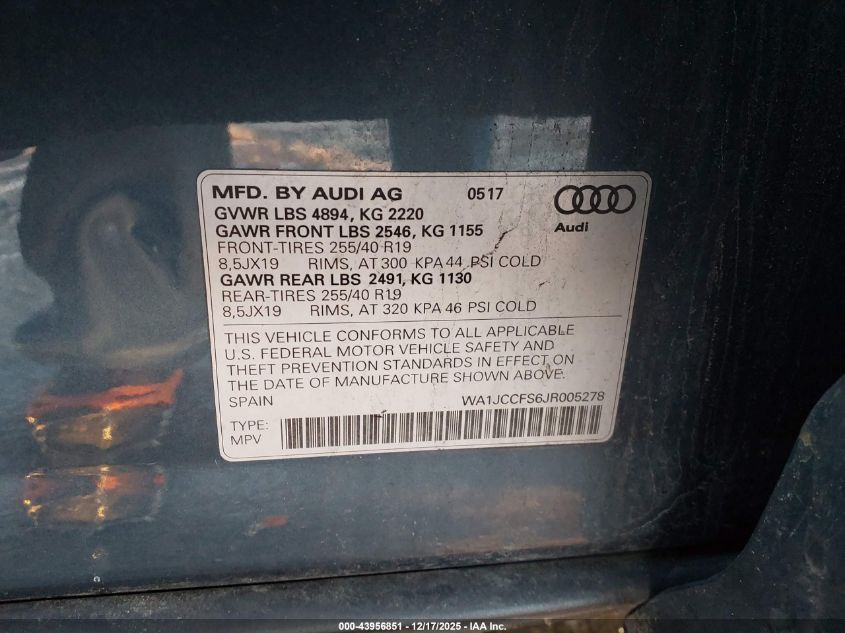 MFD. BY AUDI AG 0517
GVWR LBS 4894, KG 2220
GAWR FRONT LBS 2546, KG 1155
Audi
FRONT-TIRES 255/40 R19
8,5JX19 RIMS, AT 300 KPA 44 PSI COLD
GAWR REAR LBS 2491, KG 1130
REAR-TIRES 255/40 R19
8,5JX19 RIMS, AT 320 KPA 46 PSI COLD
THIS VEHICLE CONFORMS TO ALL APPLICABLE
U.S. FEDERAL MOTOR VEHICLE SAFETY AND
THEFT PREVENTION STANDARDS IN EFFECT ON
THE DATE OF MANUFACTURE SHOWN ABOVE.
SPAIN WA1JCCFS6JR005278
TYPE:
MPV
000-43956851 - 12/17/2025 - IAA Inc.